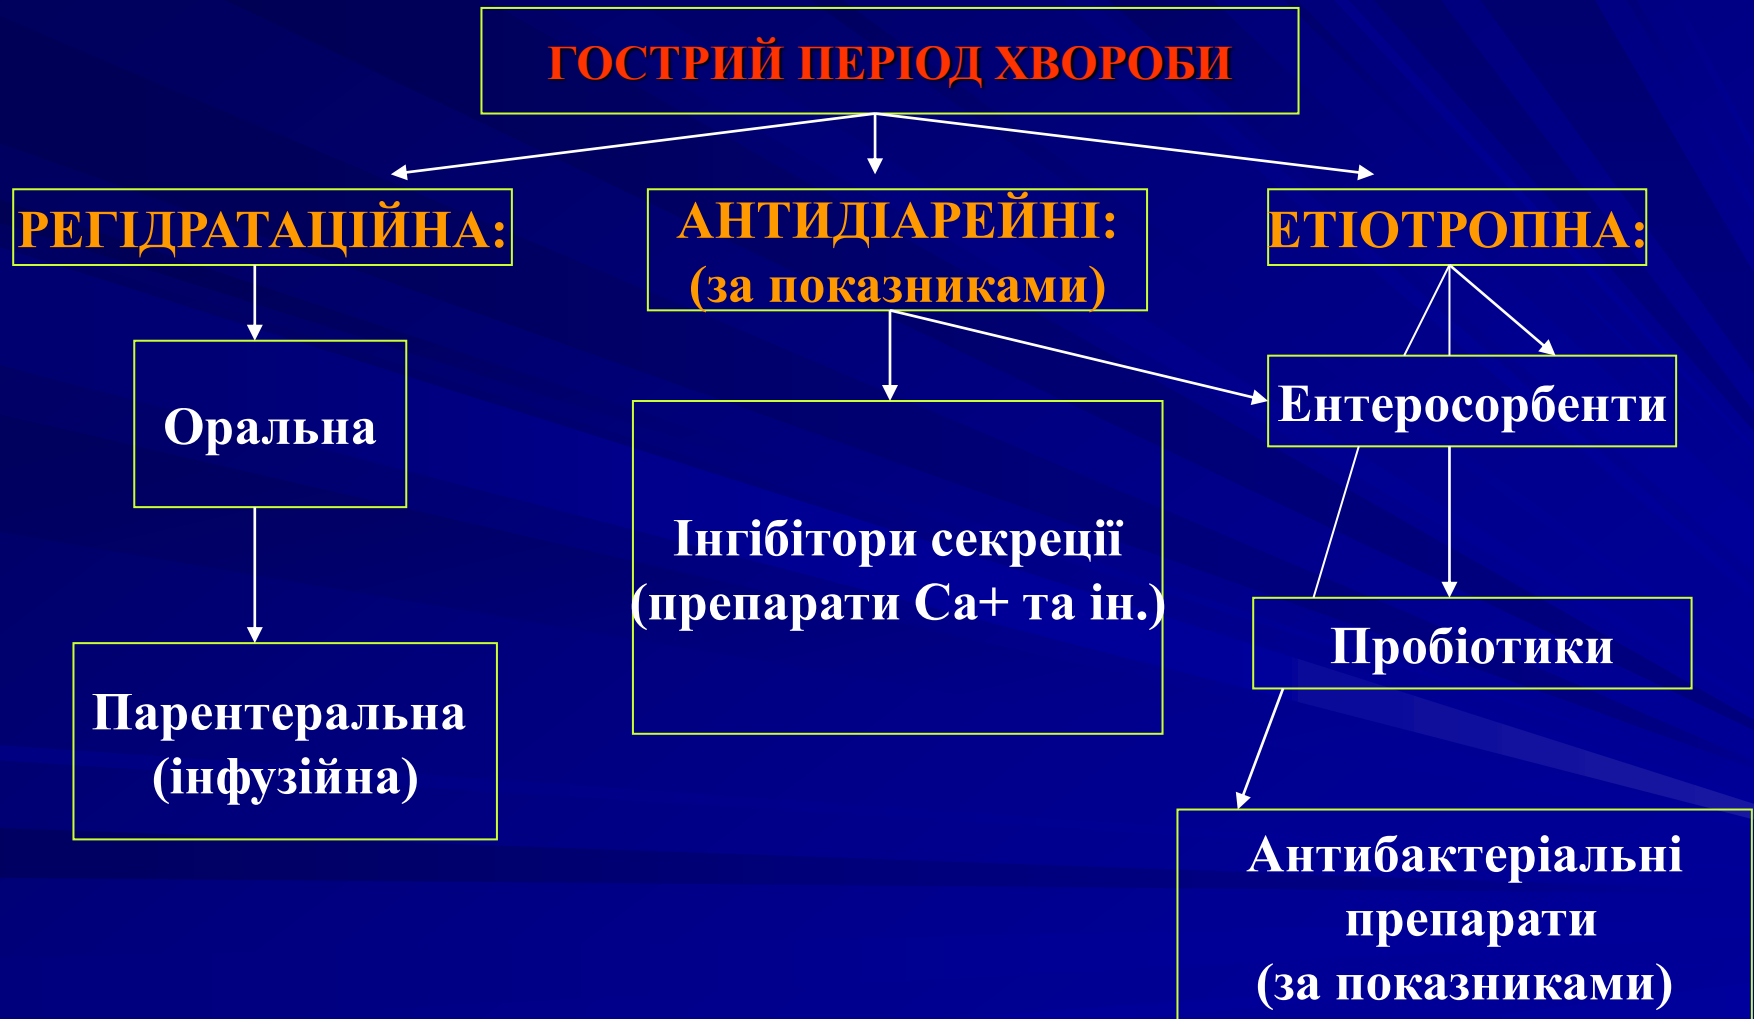 ГОСТРИЙ ПЕРІОД ХВОРОБИ
РЕГІДРАТАЦІЙНА:
АНТИДІАРЕЙНІ:
(за показниками)
ЕТІОТРОПНА:
Оральна
Ентеросорбенти
Інгібітори секреції
(препарати Са+ та ін.)
Пробіотики
Парентеральна
(інфузійна)
Антибактеріальні
препарати
(за показниками)